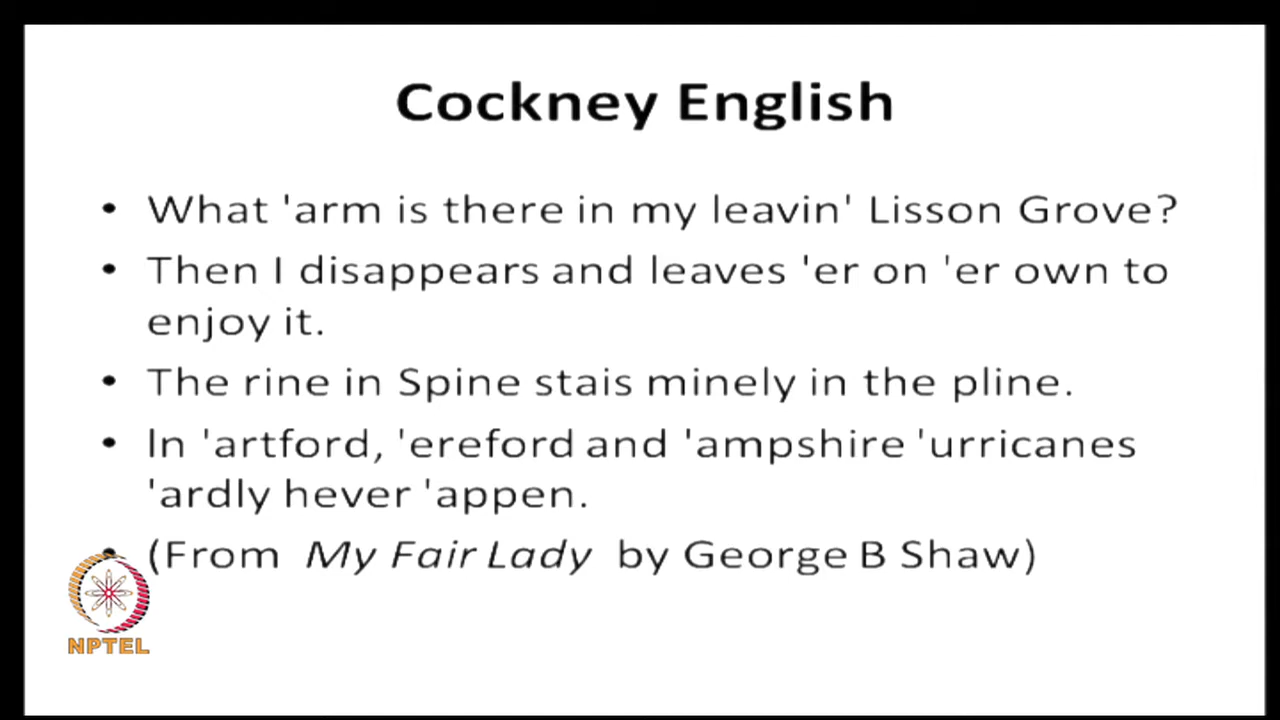 Cockney English
• What 'arm is there in my leavin' Lisson Grove?
• Then I disappears and leaves 'er on 'er own to
enjoy it.
• The rine in Spine stais minely in the pline.
• In 'artford, 'ereford and 'ampshire 'urricanes
'ardly hever 'appen.
• (From My Fair Lady by George B Shaw)
NPTEL